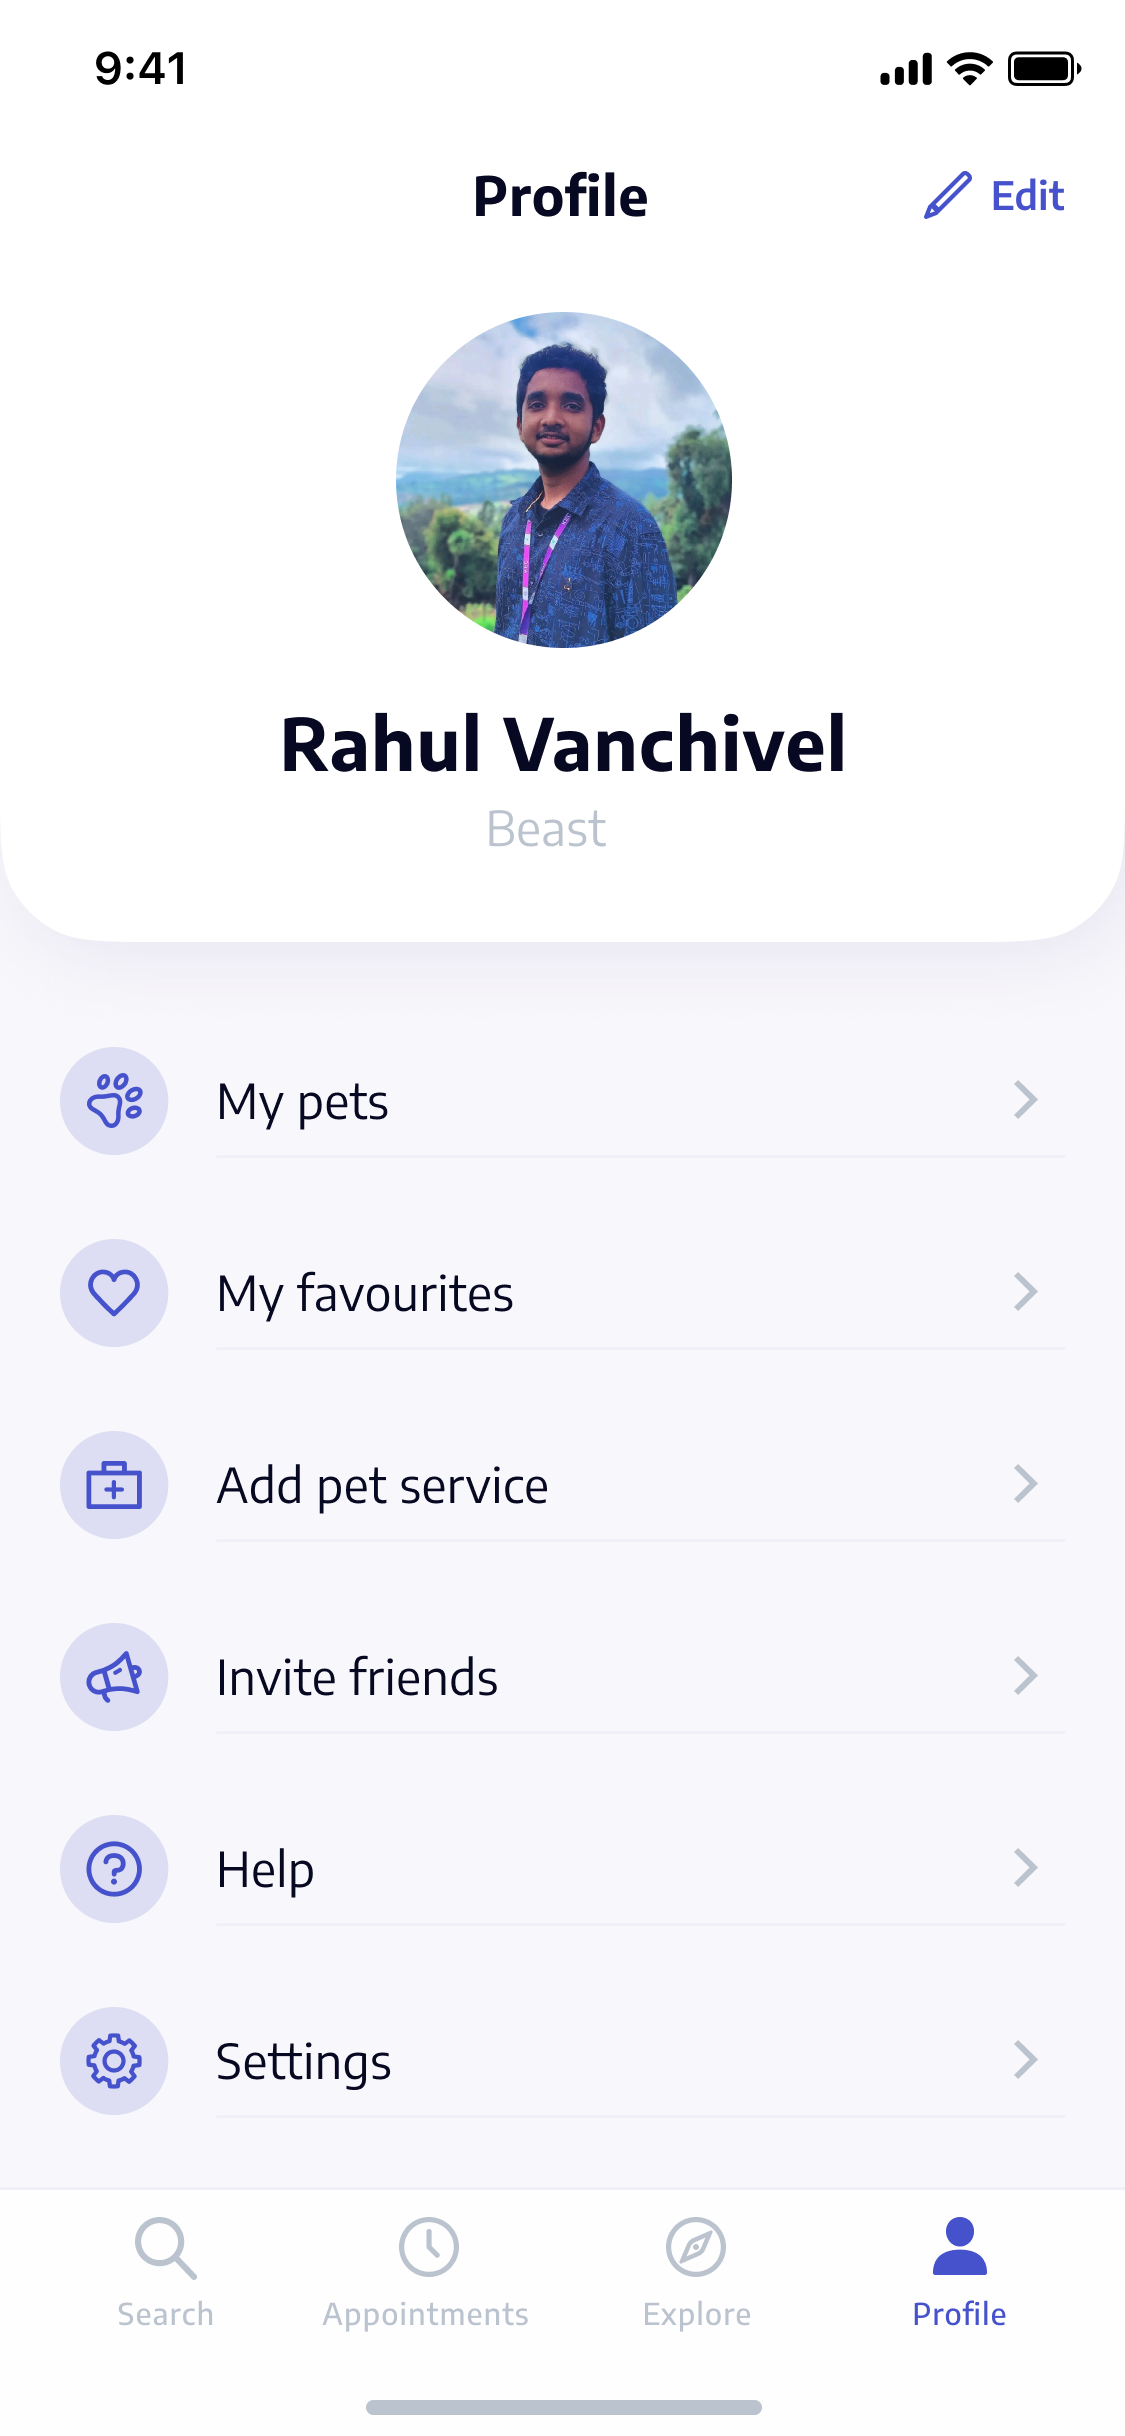 9:41
Profile
Edit
Rahul Vanchivel
Beast
My pets
My favourites
Add pet service
Invite friends
Help
Settings
Search
Appointments
Explore
Profile